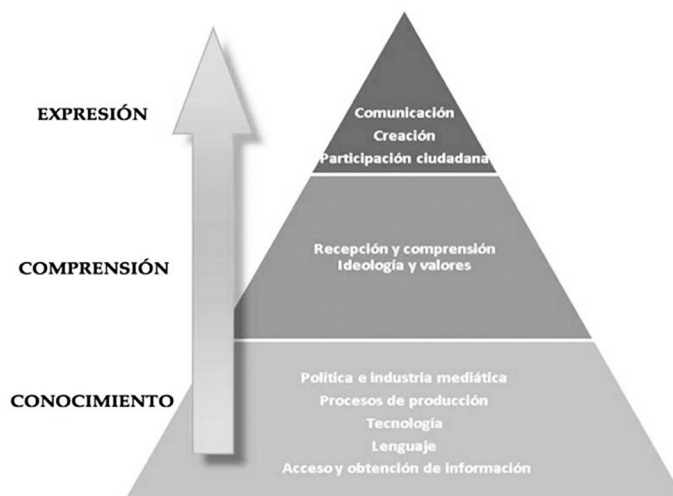 EXPRESIÓN
Comunicación
Creación
Participación ciudadana
COMPRENSIÓN
Recepción y comprensión
Ideología y valores
CONOCIMIENTO
Política e industria mediática
Procesos de producción
Tecnología
Lenguaje
Acceso y obtención de información